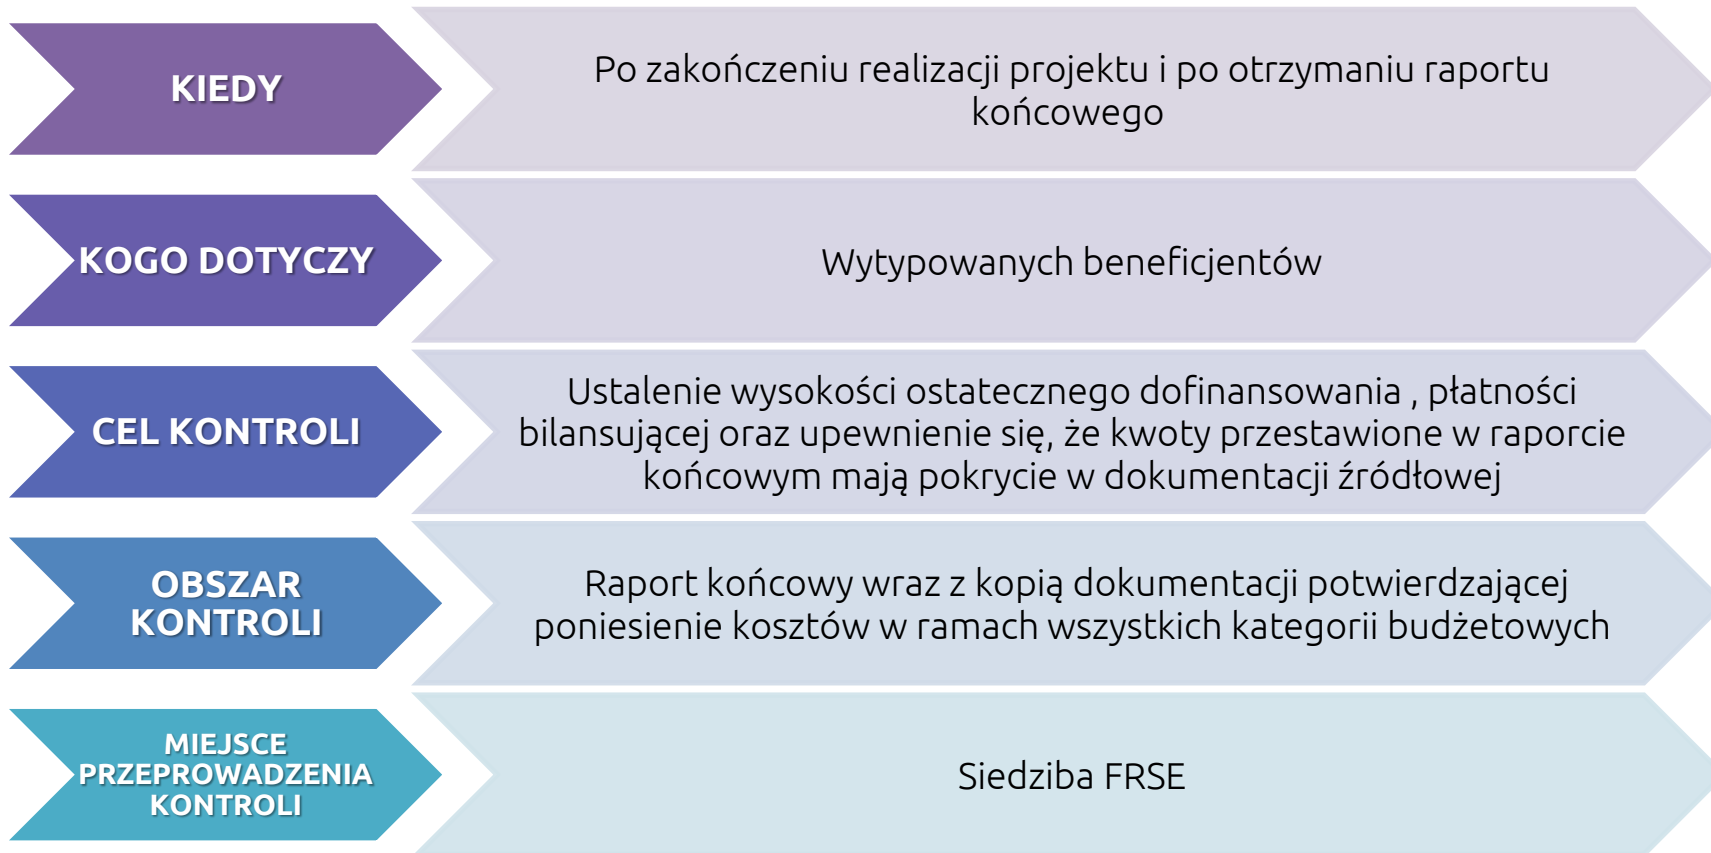 KIEDY
Po zakończeniu realizacji projektu i po otrzymaniu raportu
końcowego
KOGO DOTYCZY
Wytypowanych beneficjentów
CEL KONTROLI
Ustalenie wysokości ostatecznego dofinansowania , płatności
bilansującej oraz upewnienie się, że kwoty przestawione w raporcie
końcowym mają pokrycie w dokumentacji źródłowej
OBSZAR
KONTROLI
Raport końcowy wraz z kopią dokumentacji potwierdzającej
poniesienie kosztów w ramach wszystkich kategorii budżetowych
MIEJSCE
PRZEPROWADZENIA
KONTROLI
Siedziba FRSE